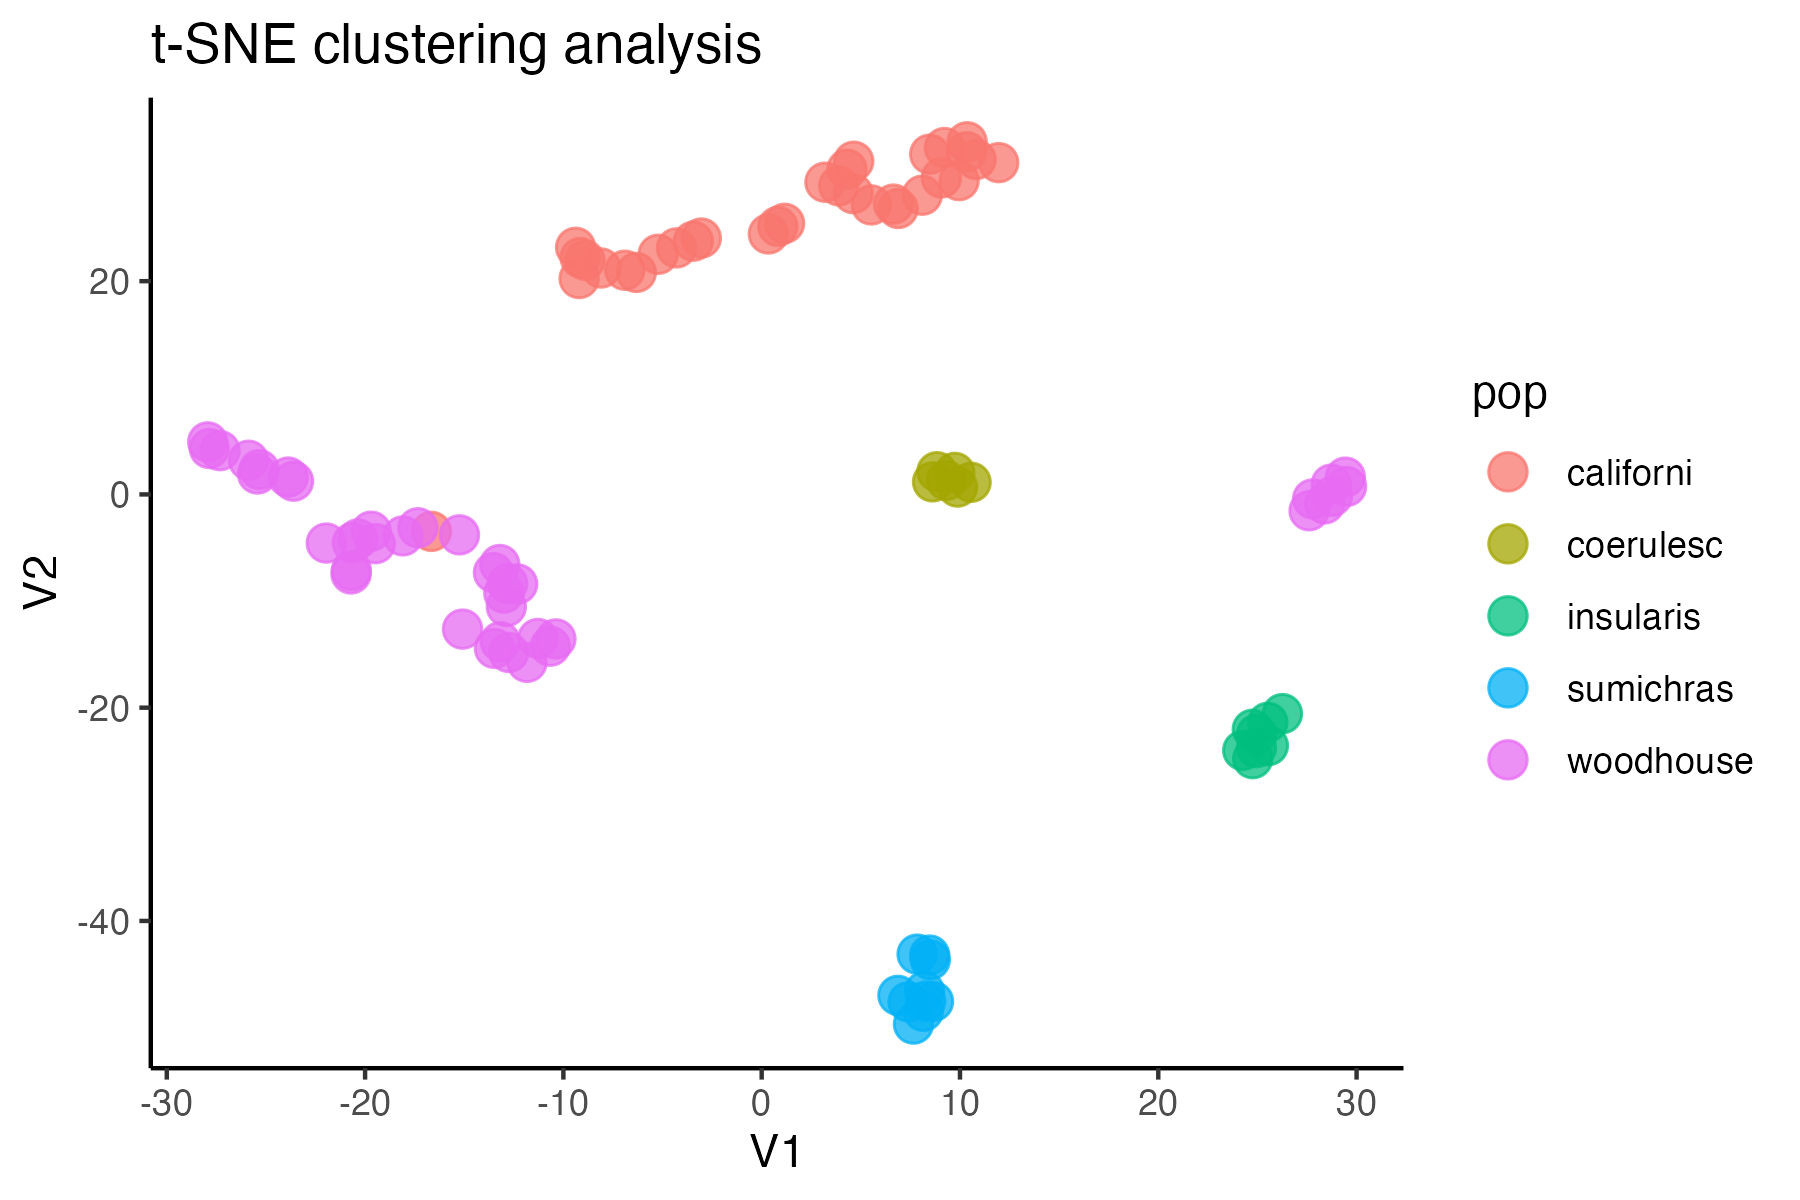 t-SNE clustering analysis
V2
20
0
-20
-40
-30
-20
-10
0
10
20
30
V1
pop
californi
coerulesc
insularis
sumichras
woodhouse